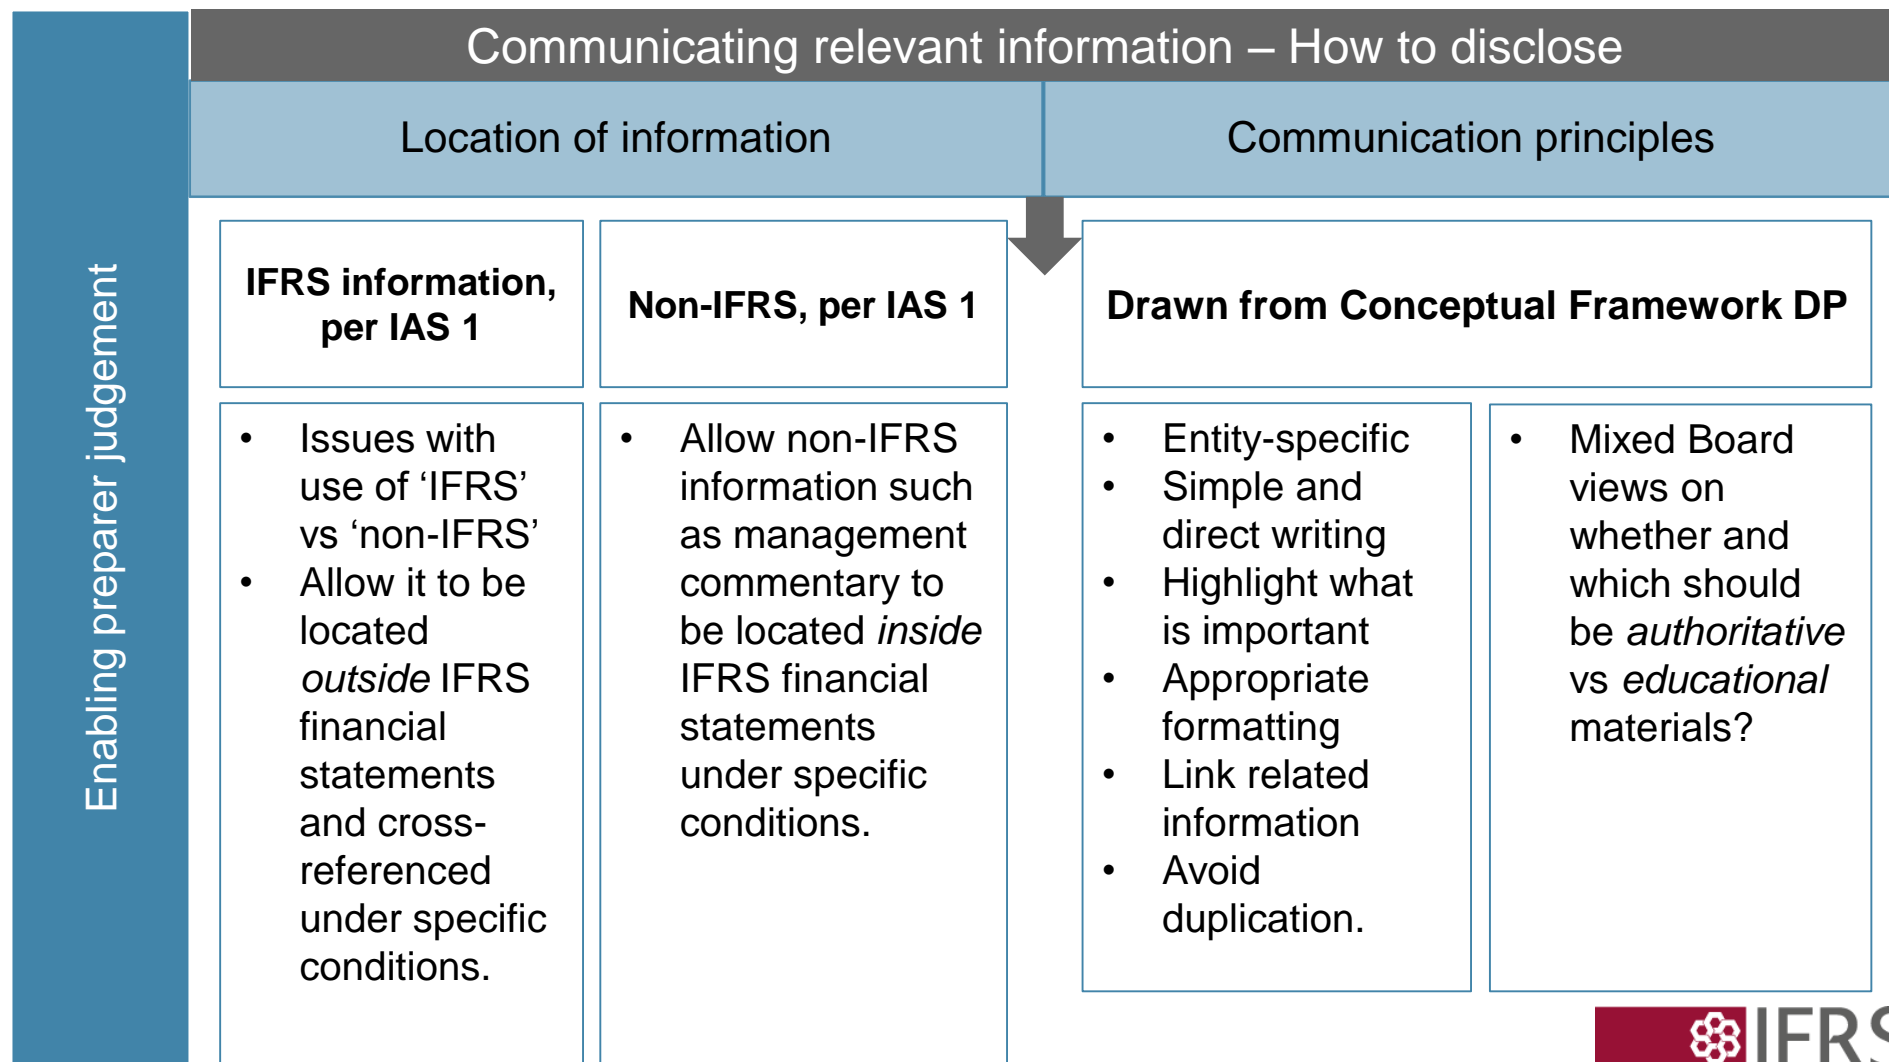 Communicating relevant information – How to disclose
Location of information
Communication principles
Enabling preparer judgement
IFRS information,
per IAS 1
Non-IFRS, per IAS 1
Drawn from Conceptual Framework DP
• Issues with
use of ‘IFRS’
vs ‘non-IFRS’
• Allow it to be
located
outside IFRS
financial
statements
and cross-
referenced
under specific
conditions.
• Allow non-IFRS
information such
as management
commentary to
be located inside
IFRS financial
statements
under specific
conditions.
• Entity-specific
• Simple and
direct writing
• Highlight what
is important
• Appropriate
formatting
• Link related
information
• Avoid
duplication.
• Mixed Board
views on
whether and
which should
be authoritative
vs educational
materials?
IFRS